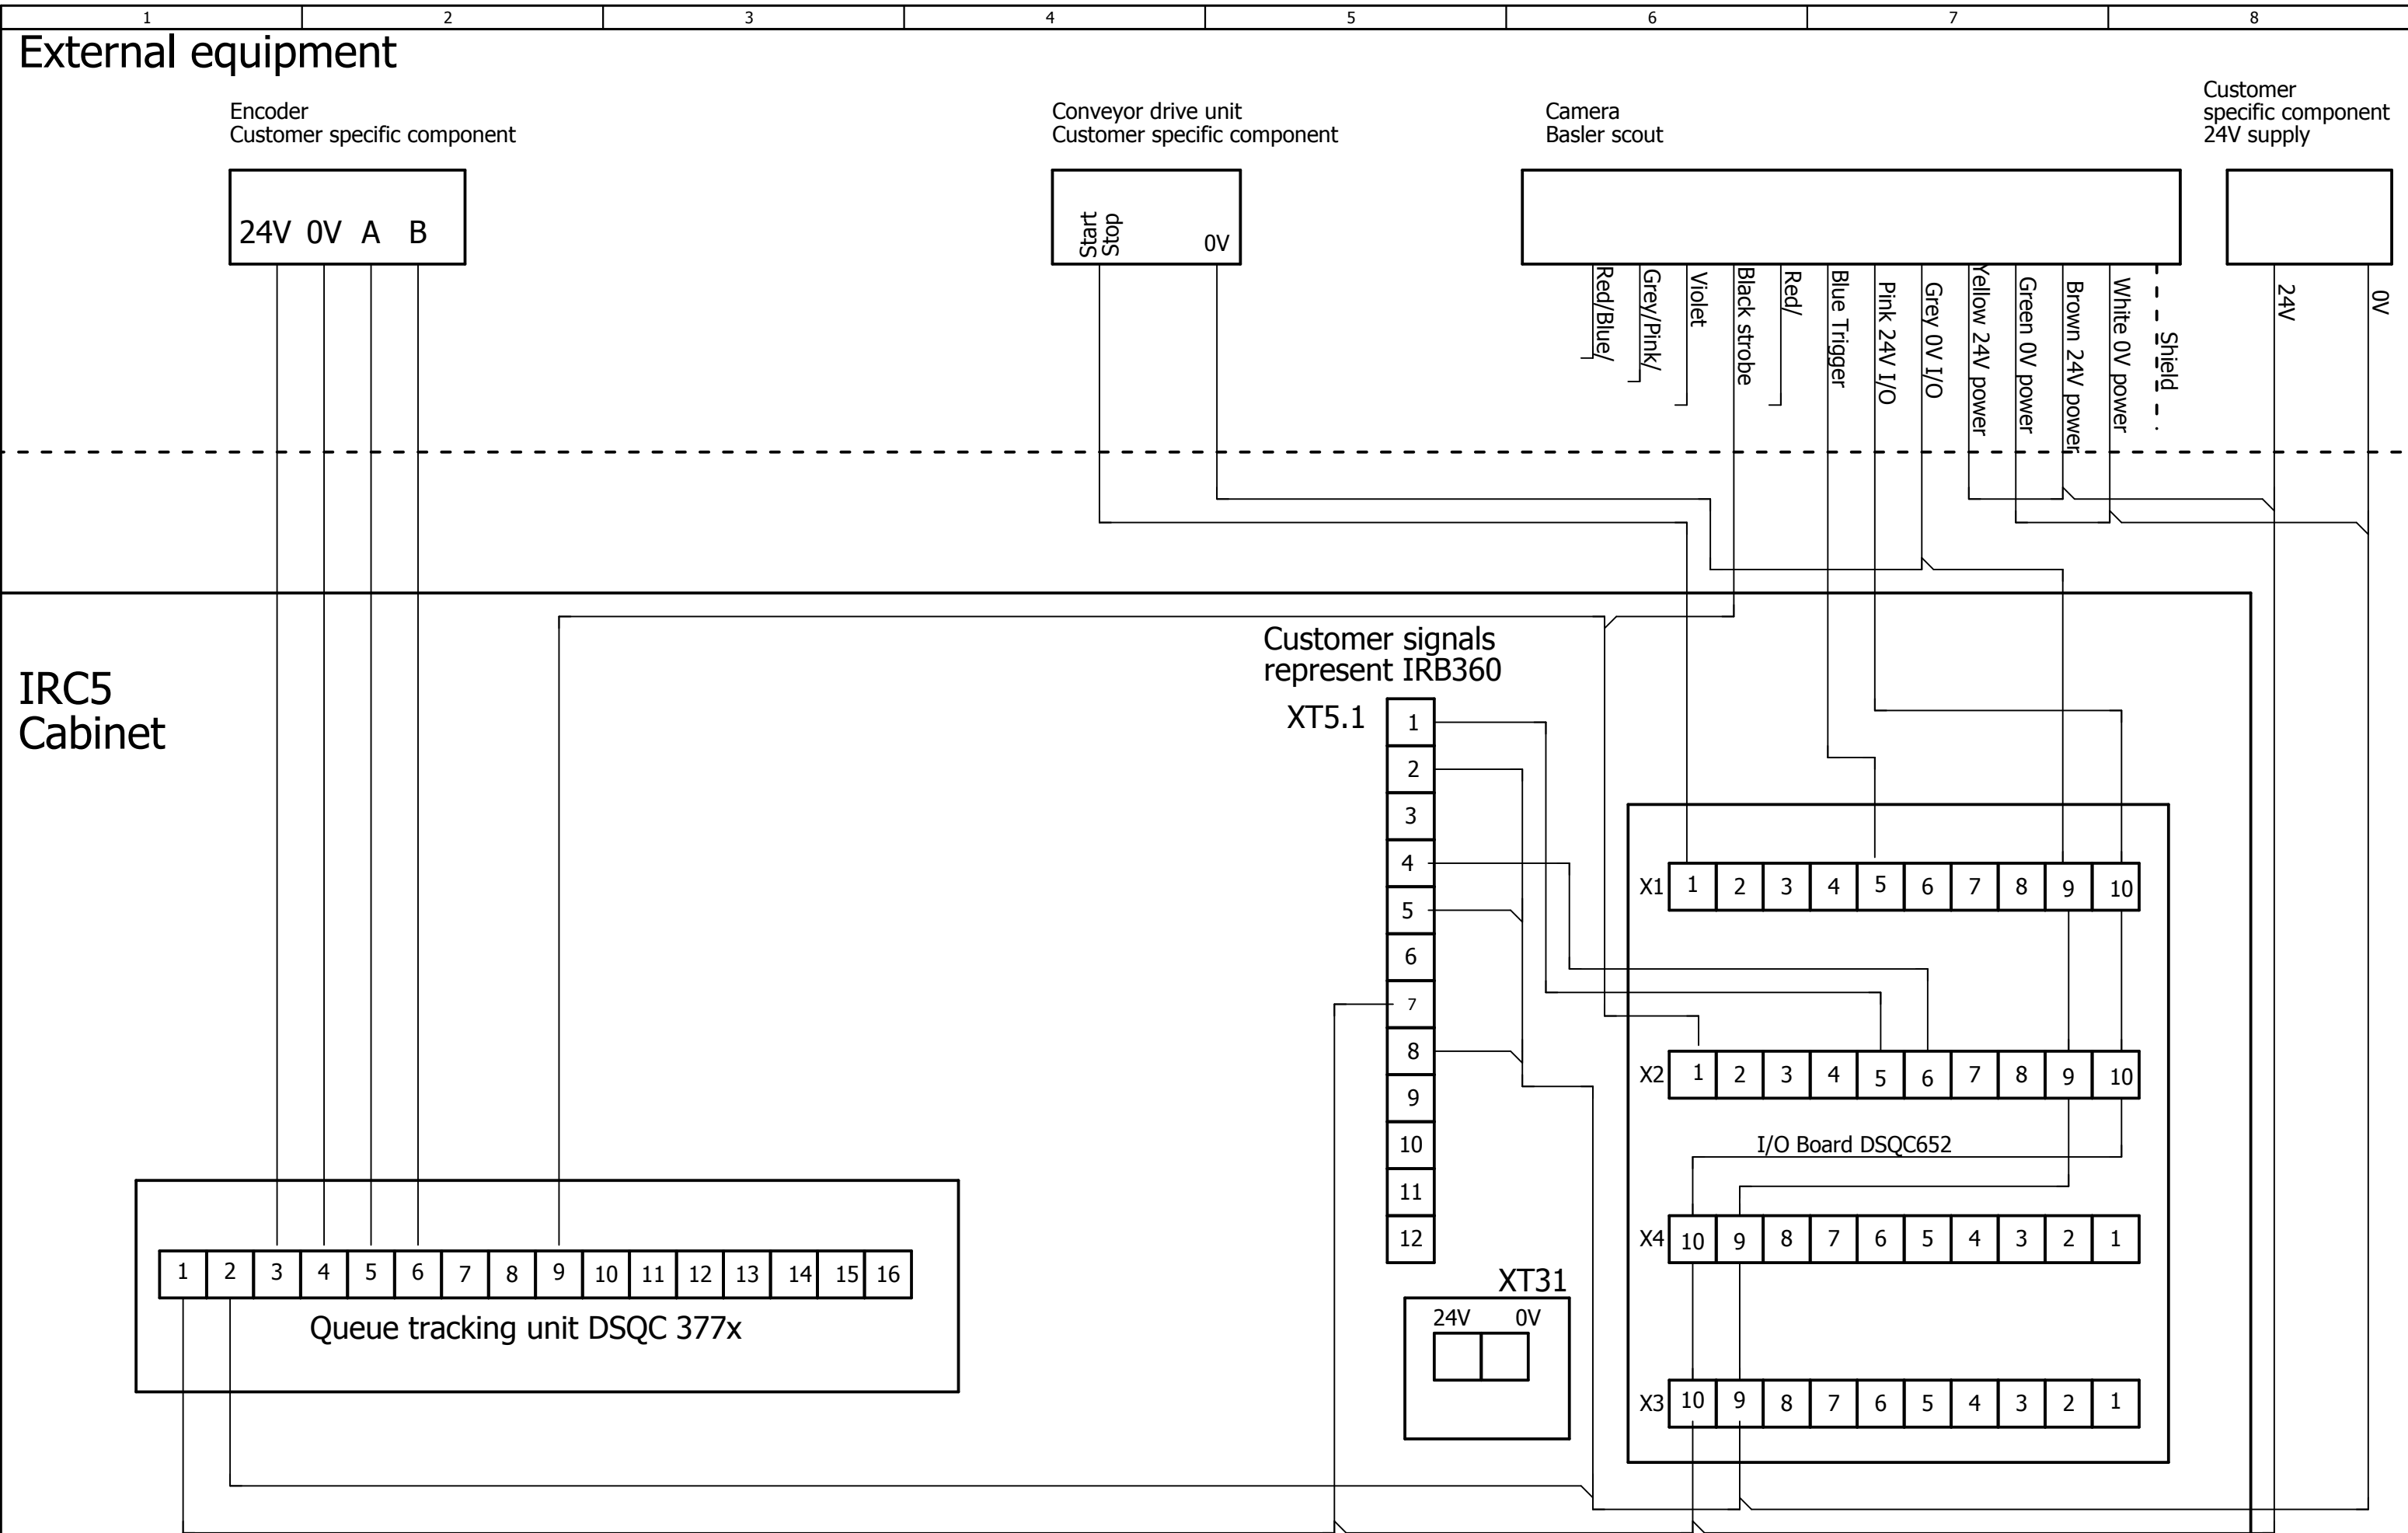 1 2 3 4 5 6 7 8
External equipment
Encoder
Customer specific component
Conveyor drive unit
Customer specific component
Camera
Basler scout
Customer
specific component
24V supply
24V 0V A B
Start
Stop
0V
Red/Blue/
Grey/Pink/
Violet
Black strobe
Red/
Blue Trigger
Pink 24V I/O
Grey 0V I/O
Yellow 24V power
Green 0V power
Brown 24V power
White 0V power
Shield
24V
0V
IRC5
Cabinet
Customer signals
represent IRB360
XT5.1
1
2
3
4
5
6
7
8
9
10
11
12
X1 1 2 3 4 5 6 7 8 9 10
X2 1 2 3 4 5 6 7 8 9 10
I/O Board DSQC652
X4 10 9 8 7 6 5 4 3 2 1
X3 10 9 8 7 6 5 4 3 2 1
XT31
24V 0V
1 2 3 4 5 6 7 8 9 10 11 12 13 14 15 16
Queue tracking unit DSQC 377x